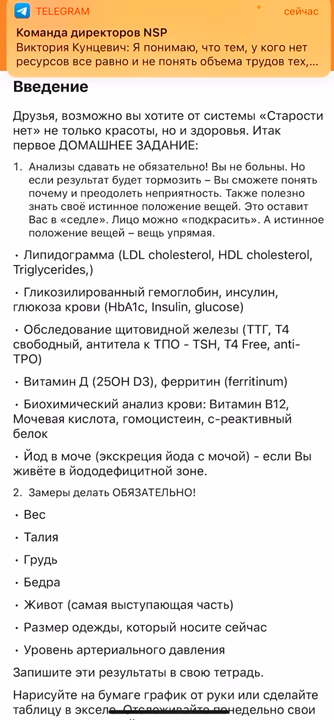 TELEGRAM
сейчас
Команда директоров NSP
Виктория Кунцевич: Я понимаю, что тем, у кого нет
ресурсов все равно и не понять объема трудов тех,...
Введение
Друзья, возможно вы хотите от системы «Старости
нет» не только красоты, но и здоровья. Итак
первое ДОМАШНЕЕ ЗАДАНИЕ:
1. Анализы сдавать не обязательно! Вы не больны. Но
если результат будет тормозить – Вы сможете понять
почему и преодолеть неприятность. Также полезно
знать своё истинное положение вещей. Это оставит
Вас в «седле». Лицо можно «подкрасить». А истинное
положение вещей – вещь упрямая.
• Липидограмма (LDL cholesterol, HDL cholesterol,
Triglycerides,)
• Гликозилированный гемоглобин, инсулин,
глюкоза крови (HbA1c, Insulin, glucose)
• Обследование щитовидной железы (ТТГ, Т4
свободный, антитела к ТПО - TSH, T4 Free, anti-
TPO)
• Витамин Д (25OH D3), ферритин (ferritinum)
• Биохимический анализ крови: Витамин В12,
Мочевая кислота, гомоцистеин, с-реактивный
белок
• Йод в моче (экскреция йода с мочой) - если Вы
живёте в йододефицитной зоне.
2. Замеры делать ОБЯЗАТЕЛЬНО!
• Вес
• Талия
• Грудь
• Бедра
• Живот (самая выступающая часть)
• Размер одежды, который носите сейчас
• Уровень артериального давления
Запишите эти результаты в свою тетрадь.
Нарисуйте на бумаге график от руки или сделайте
таблицу в экселе. Отслеживайте понедельно свои